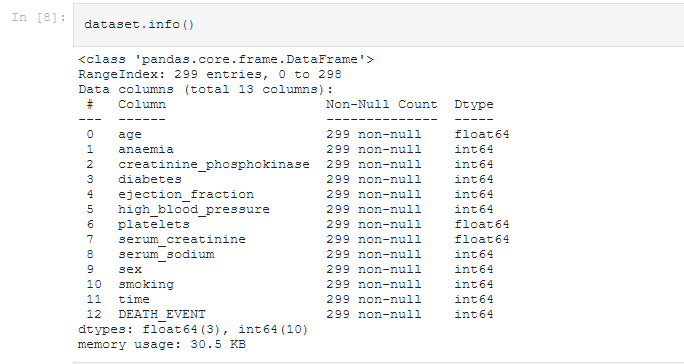 In [8]: dataset.info()
<class 'pandas.core.frame.DataFrame'>
RangeIndex: 299 entries, 0 to 298
Data columns (total 13 columns):
 #   Column                    Non-Null Count  Dtype
---  ------                    --------------  -----
 0   age                       299 non-null    float64
 1   anaemia                   299 non-null    int64
 2   creatinine_phosphokinase  299 non-null    int64
 3   diabetes                  299 non-null    int64
 4   ejection_fraction         299 non-null    int64
 5   high_blood_pressure       299 non-null    int64
 6   platelets                 299 non-null    float64
 7   serum_creatinine          299 non-null    float64
 8   serum_sodium              299 non-null    int64
 9   sex                       299 non-null    int64
 10  smoking                   299 non-null    int64
 11  time                      299 non-null    int64
 12  DEATH_EVENT               299 non-null    int64
dtypes: float64(3), int64(10)
memory usage: 30.5 KB